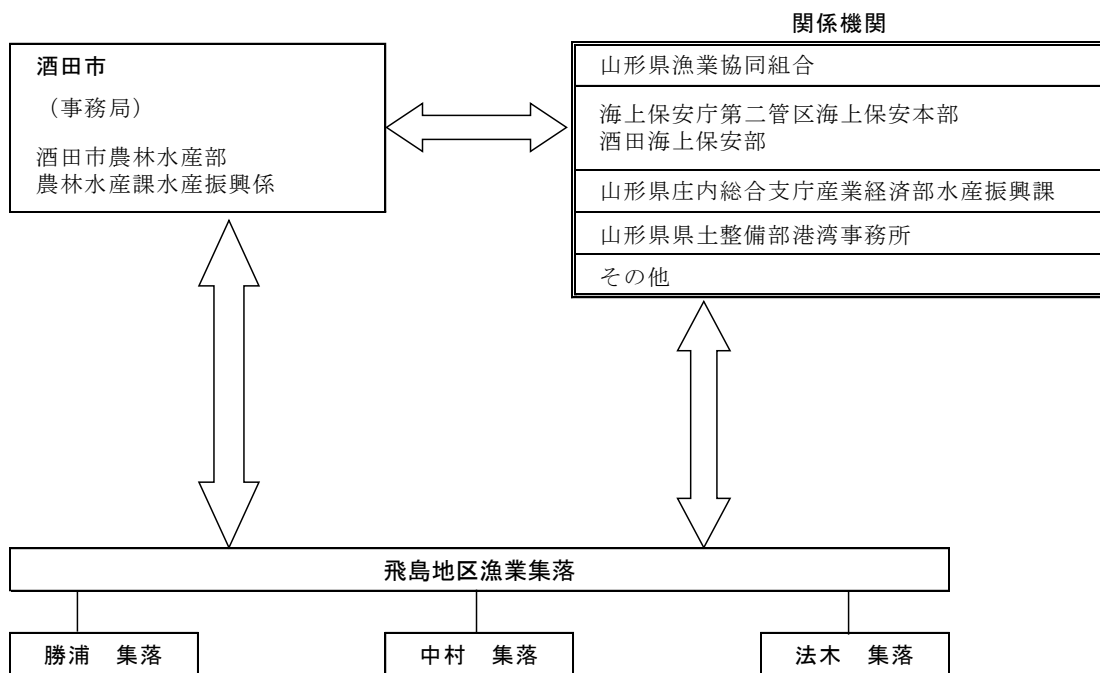 関係機関
酒田市
（事務局）
酒田市農林水産部
農林水産課水産振興係
山形県漁業協同組合
海上保安庁第二管区海上保安本部
酒田海上保安部
山形県庄内総合支庁産業経済部水産振興課
山形県県土整備部港湾事務所
その他
飛島地区漁業集落
勝浦　集落
中村　集落
法木　集落